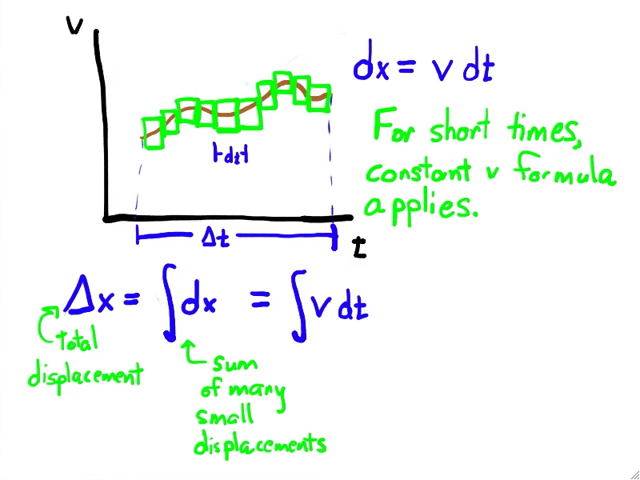 v
dx = v dt
For short times,
constant v formula
applies.
dt
Δt
t
Δx = ∫dx = ∫v dt
total
displacement
sum
of many
small
displacements